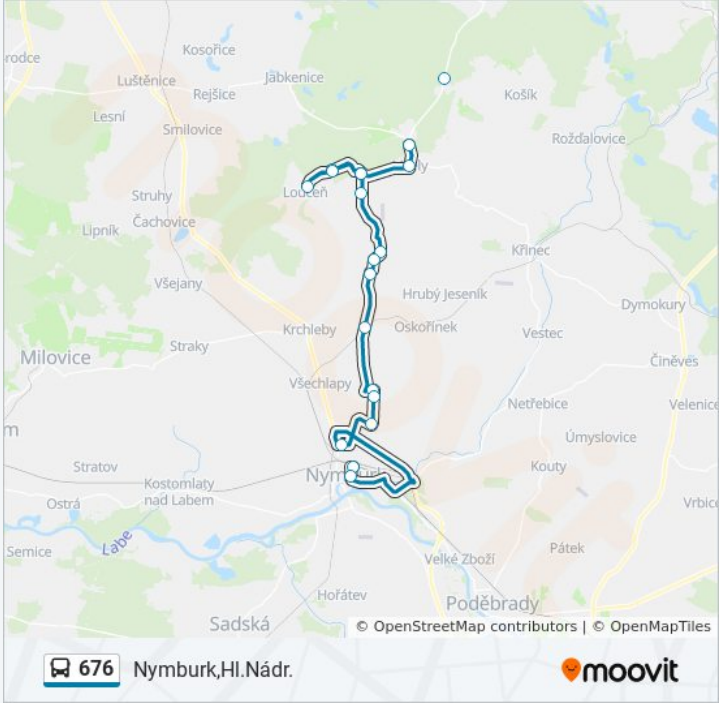 Kosořice
Luštěnice
Jabkenice
Rejšice
Košík
Lesní
Smilovice
Rožďalovice
Loučeň
Struhy
Čachovice
Lipník
Křinec
Všejany
Hrubý Jeseník
Dymokury
Krchleby
Oskořínek
Vestec
Straky
Milovice
Činěves
Všechlapy
Netřebice
Velenice
Úmyslovice
Stratov
Kouty
Kostomlaty
nad Labem
Ostrá
Labe
Semice
Pátek
Velké Zboží
Hořátev
Poděbrady
Sadská
© OpenStreetMap contributors | © OpenMapTiles
676 Nymburk,Hl.Nádr.
moovit